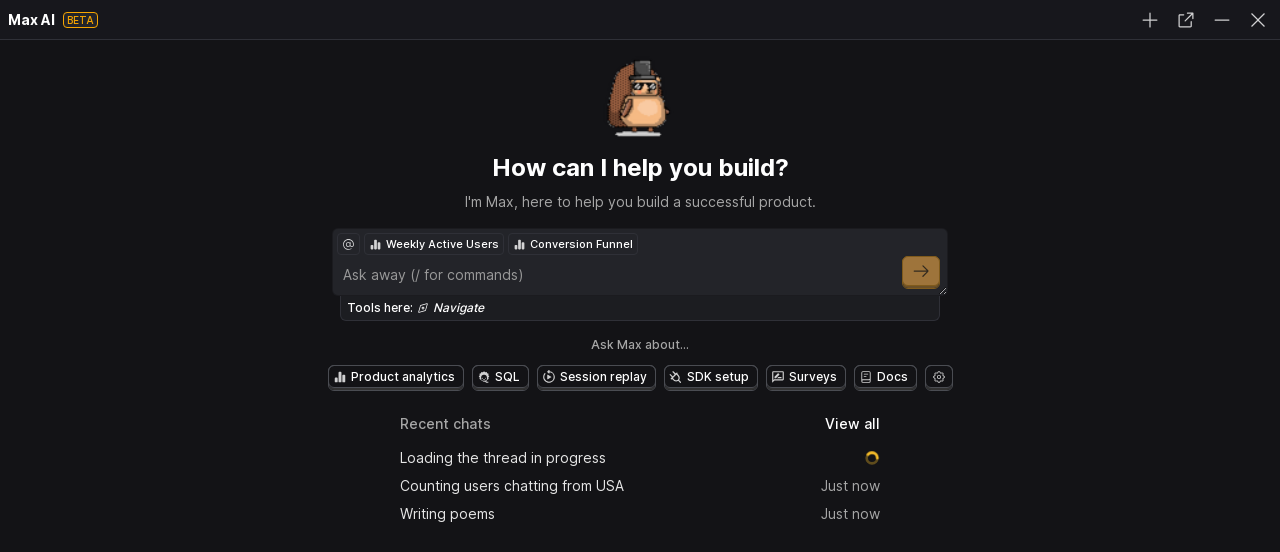 Max AI BETA
How can I help you build?
I'm Max, here to help you build a successful product.
@ Weekly Active Users Conversion Funnel
Ask away (/ for commands)
Tools here: Navigate
Ask Max about...
Product analytics SQL Session replay SDK setup Surveys Docs
Recent chats View all
Loading the thread in progress
Counting users chatting from USA Just now
Writing poems Just now